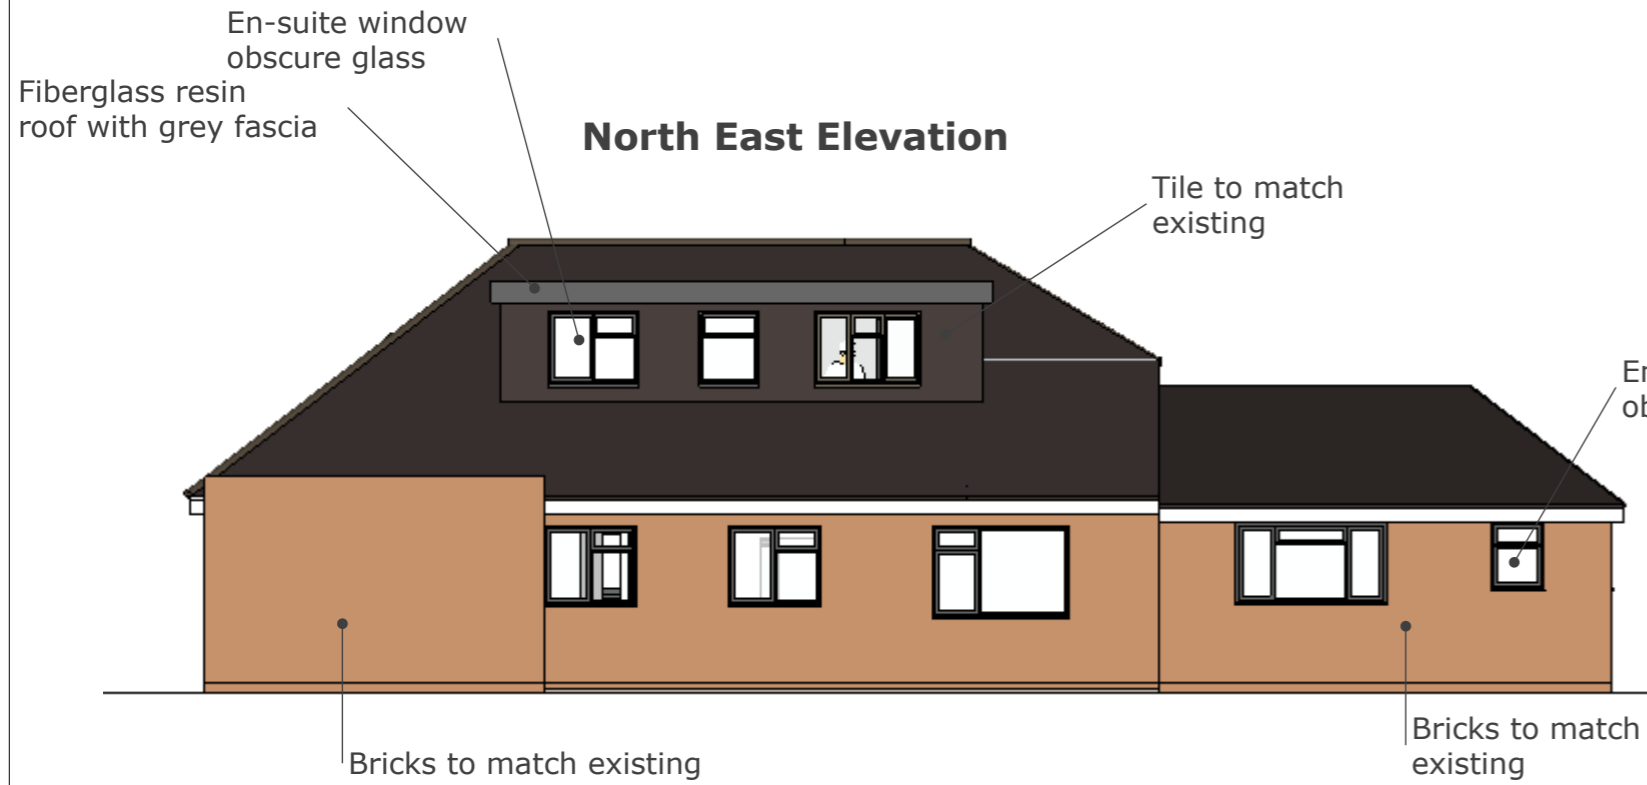 En-suite window
obscure glass
Fiberglass resin
roof with grey fascia
North East Elevation
Tile to match
existing
Bricks to match existing
Bricks to match
existing